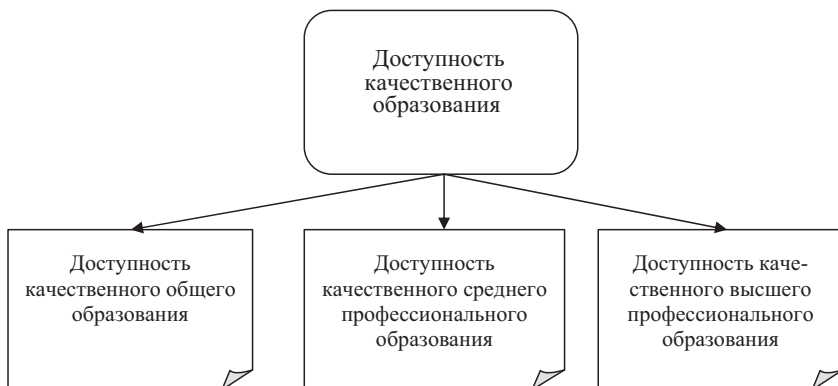 Доступность
качественного
образования
Доступность
качественного общего
образования
Доступность
качественного среднего
профессионального
образования
Доступность каче-
ственного высшего
профессионального
образования